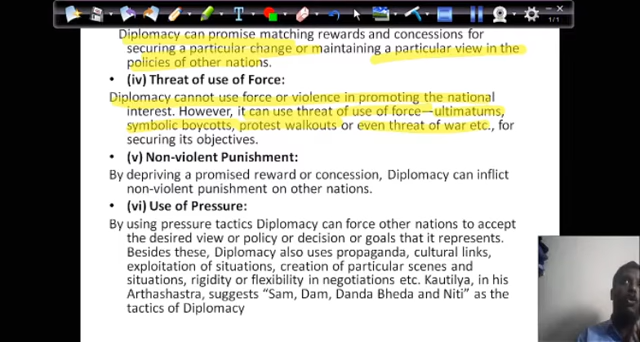 Diplomacy can promise matching rewards and concessions for
securing a particular change or maintaining a particular view in the
policies of other nations.
• (iv) Threat of use of Force:
Diplomacy cannot use force or violence in promoting the national
interest. However, it can use threat of use of force—ultimatums,
symbolic boycotts, protest walkouts or even threat of war etc., for
securing its objectives.
• (v) Non-violent Punishment:
By depriving a promised reward or concession, Diplomacy can inflict
non-violent punishment on other nations.
• (vi) Use of Pressure:
By using pressure tactics Diplomacy can force other nations to accept
the desired view or policy or decision or goals that it represents.
Besides these, Diplomacy also uses propaganda, cultural links,
exploitation of situations, creation of particular scenes and
situations, rigidity or flexibility in negotiations etc. Kautilya, in his
Arthashastra, suggests “Sam, Dam, Danda Bheda and Niti” as the
tactics of Diplomacy
T
1/1